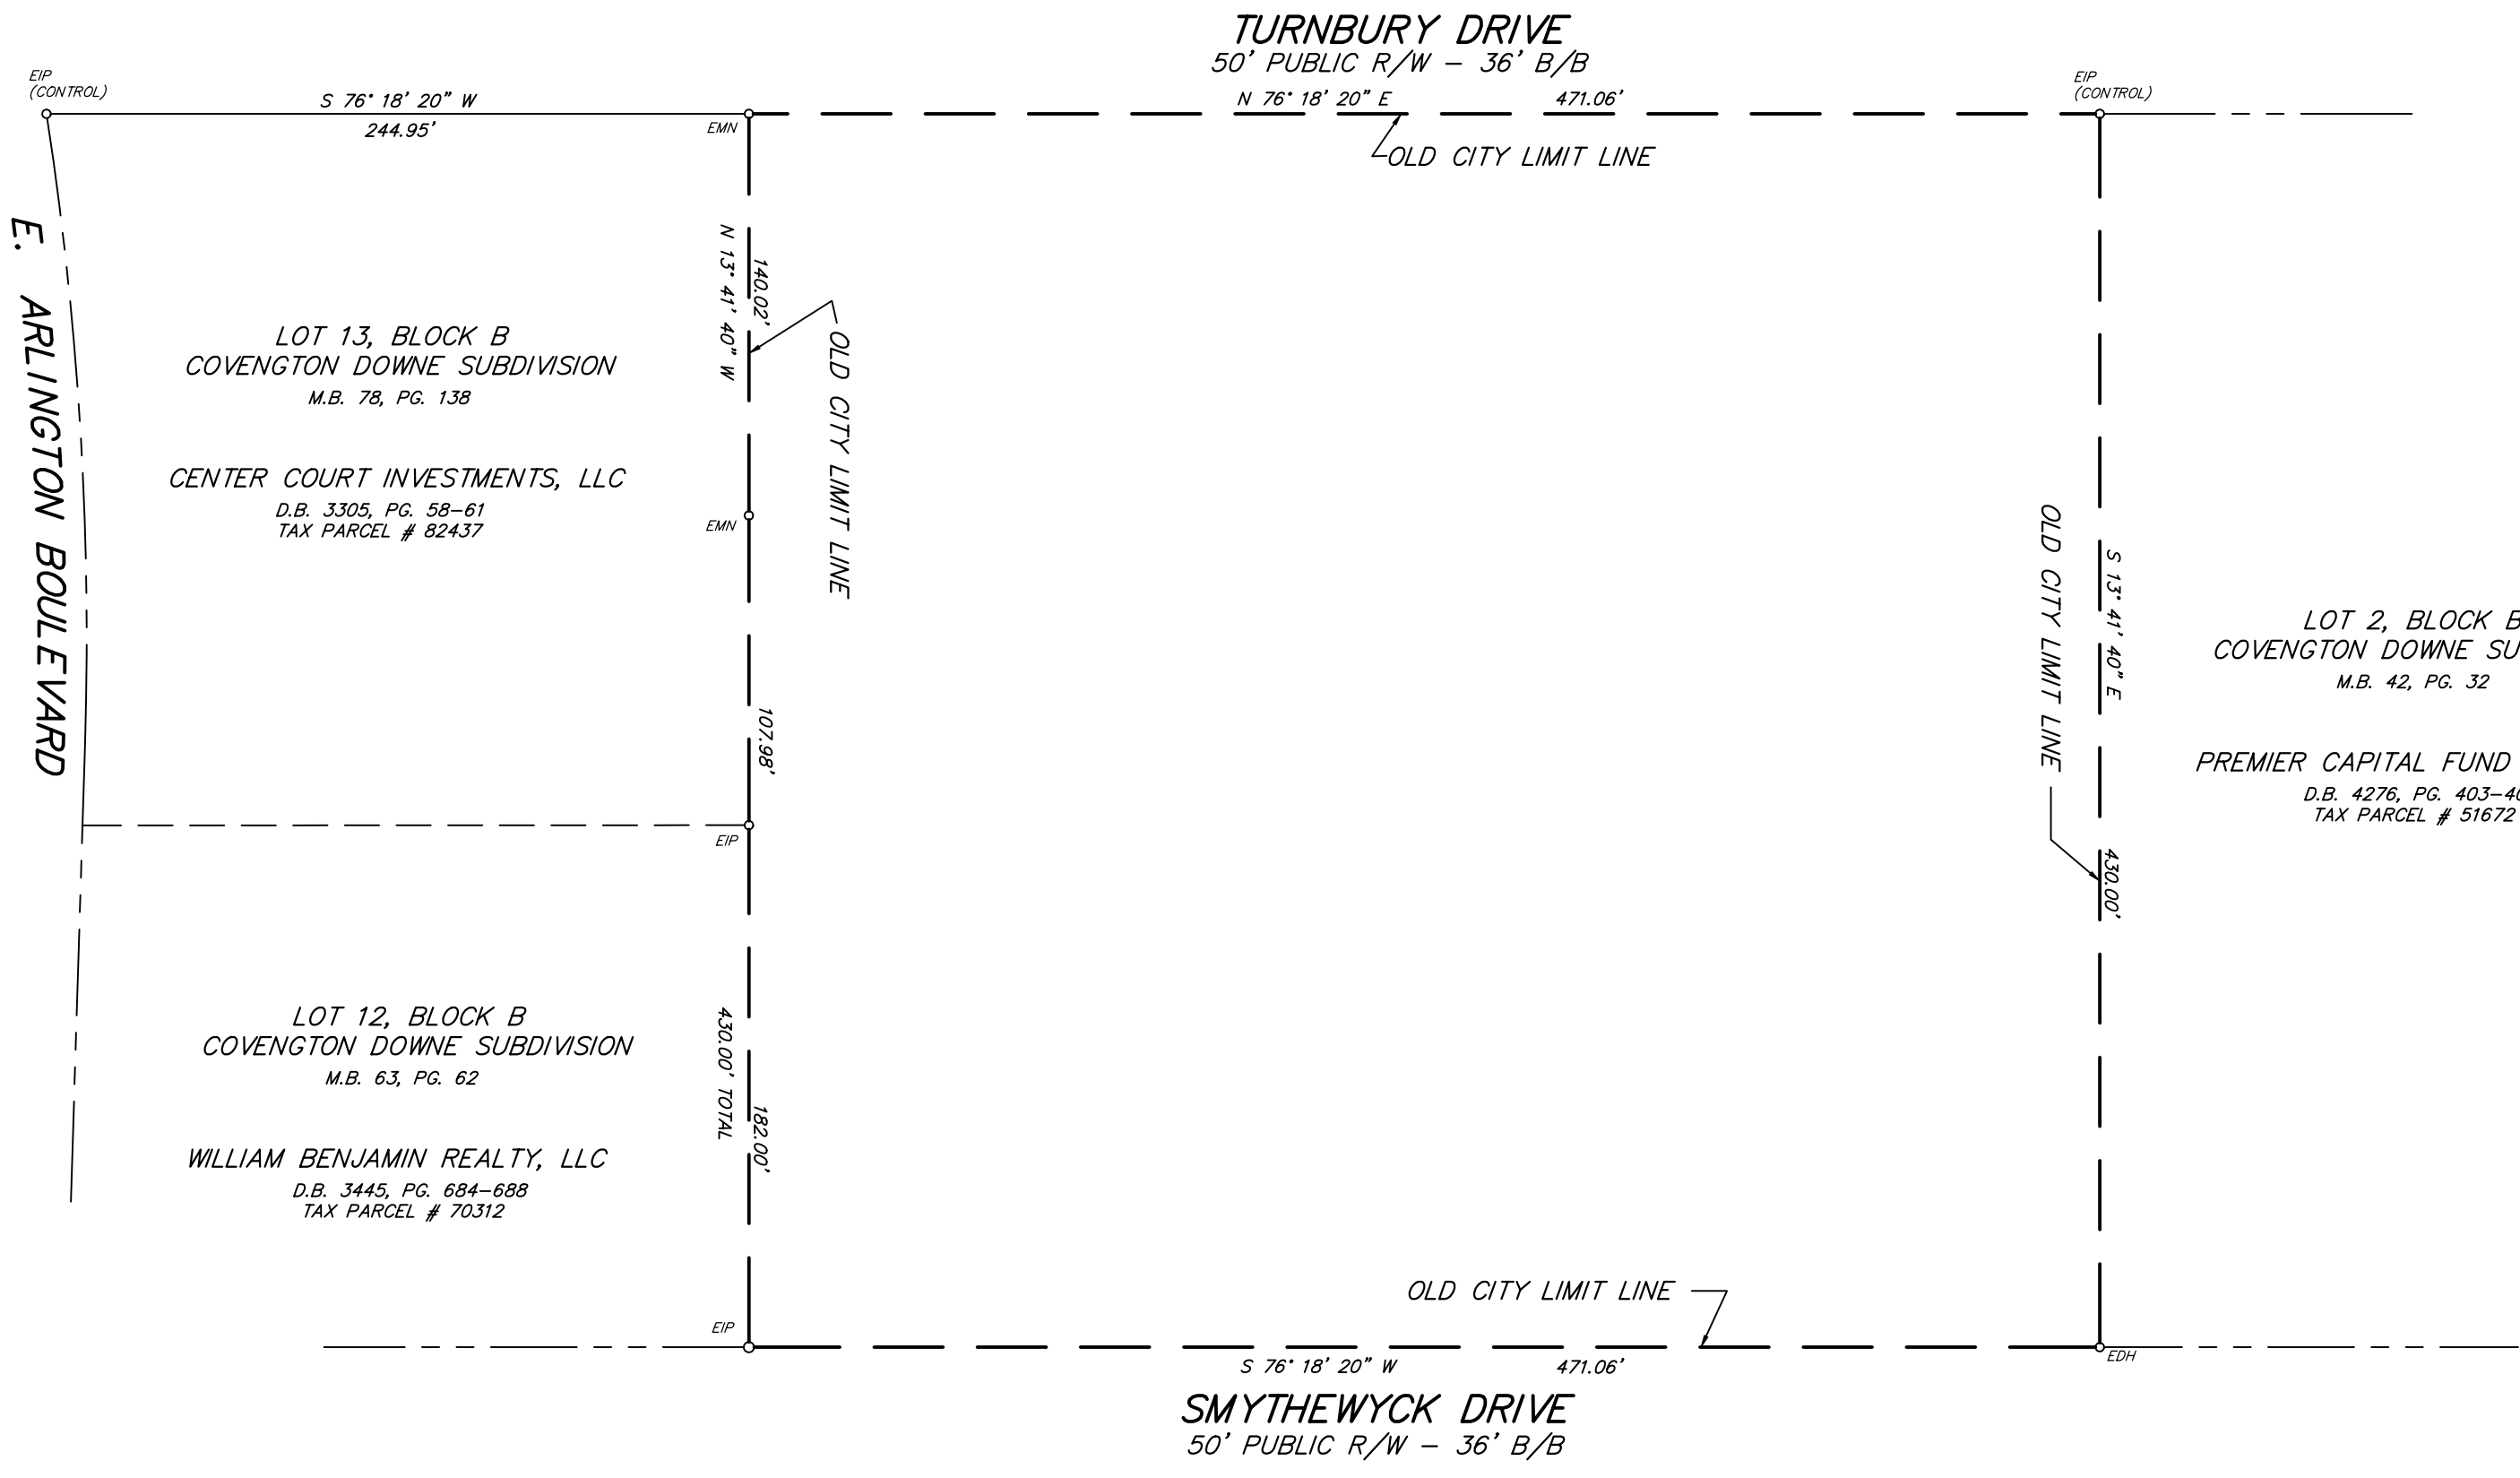 TURNBURY DRIVE
50' PUBLIC R/W – 36' B/B
EIP
(CONTROL)
S 76° 18' 20" W
244.95'
EMN
N 76° 18' 20" E
471.06'
OLD CITY LIMIT LINE
EIP
(CONTROL)
E. ARLINGTON BOULEVARD
LOT 13, BLOCK B
COVENGTON DOWNE SUBDIVISION
M.B. 78, PG. 138
CENTER COURT INVESTMENTS, LLC
D.B. 3305, PG. 58–61
TAX PARCEL # 82437
N 13° 41' 40" W
140.02'
OLD CITY LIMIT LINE
EMN
107.98'
EIP
OLD CITY LIMIT LINE
S 13° 41' 40" E
430.00'
LOT 2, BLOCK B
COVENGTON DOWNE SU
M.B. 42, PG. 32
PREMIER CAPITAL FUND
D.B. 4276, PG. 403–40
TAX PARCEL # 51672
LOT 12, BLOCK B
COVENGTON DOWNE SUBDIVISION
M.B. 63, PG. 62
WILLIAM BENJAMIN REALTY, LLC
D.B. 3445, PG. 684–688
TAX PARCEL # 70312
430.00' TOTAL
182.00'
EIP
OLD CITY LIMIT LINE
S 76° 18' 20" W
471.06'
EDH
SMYTHEWYCK DRIVE
50' PUBLIC R/W – 36' B/B